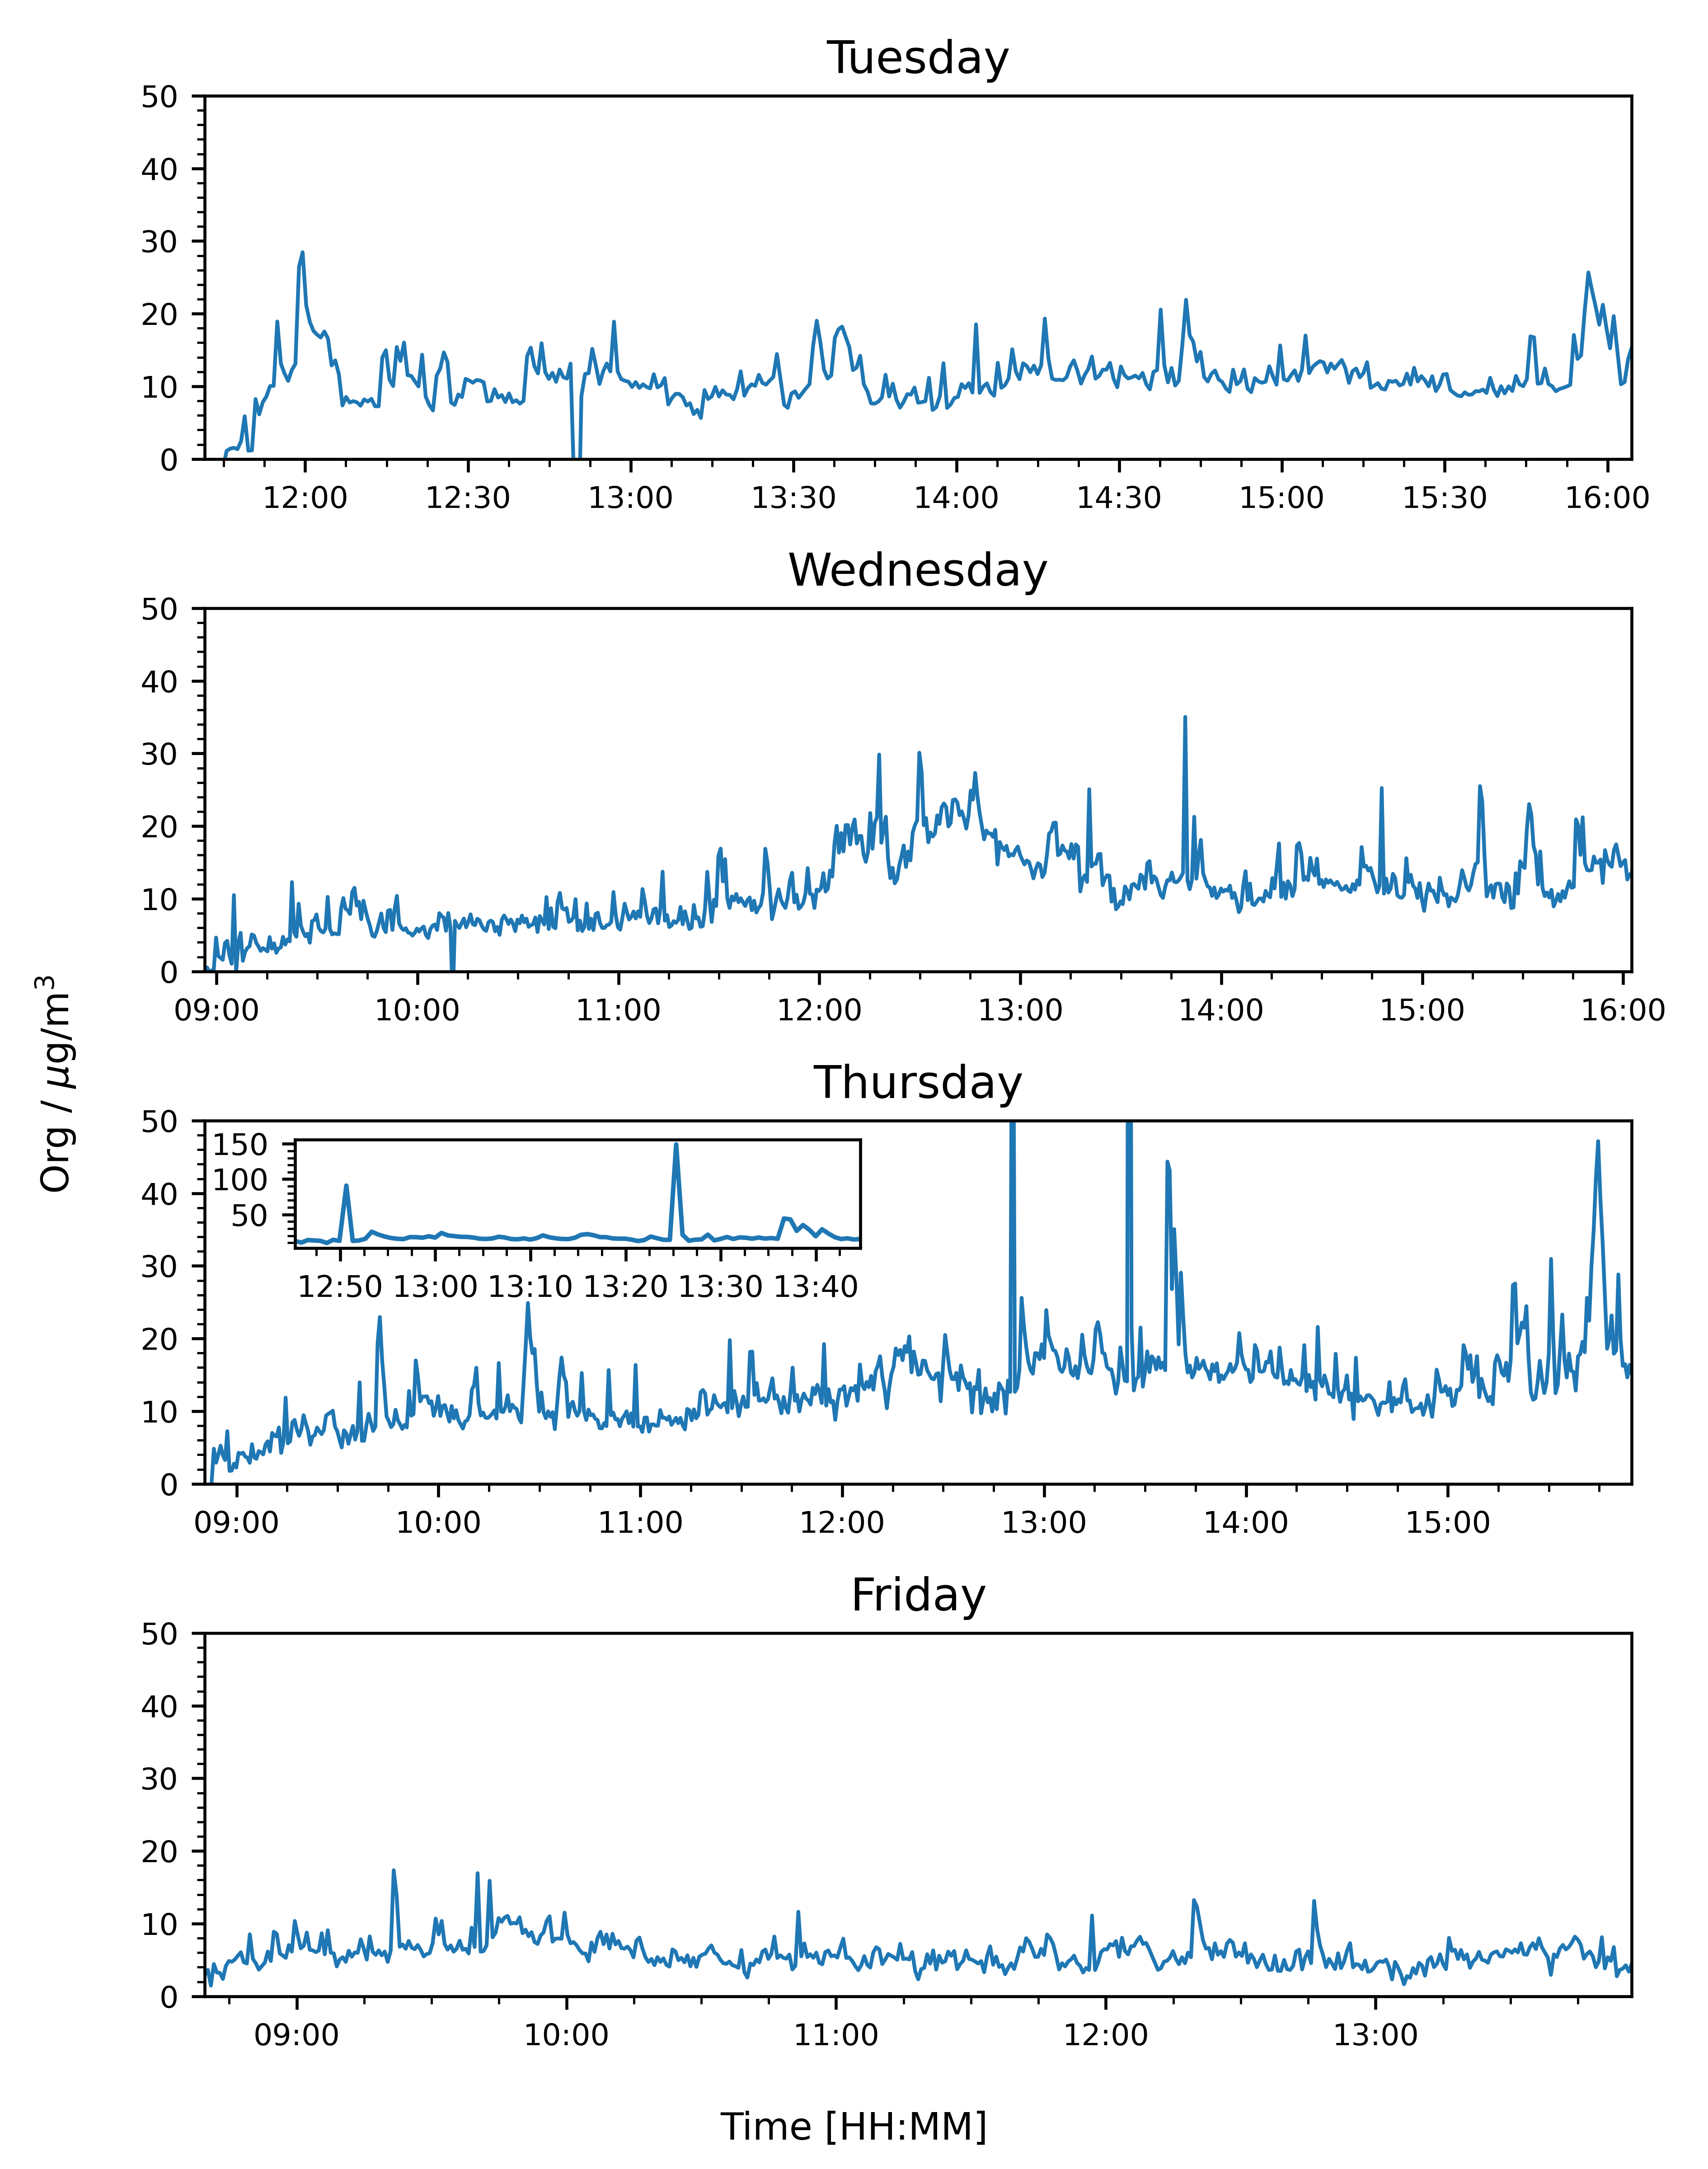 Tuesday
50
40
30
20
10
0
12:00 12:30 13:00 13:30 14:00 14:30 15:00 15:30 16:00
Wednesday
50
40
30
20
10
0
09:00 10:00 11:00 12:00 13:00 14:00 15:00 16:00
Org / μg/m³
Thursday
50
40
30
20
10
0
150
100
50
12:50 13:00 13:10 13:20 13:30 13:40
09:00 10:00 11:00 12:00 13:00 14:00 15:00
Friday
50
40
30
20
10
0
09:00 10:00 11:00 12:00 13:00
Time [HH:MM]